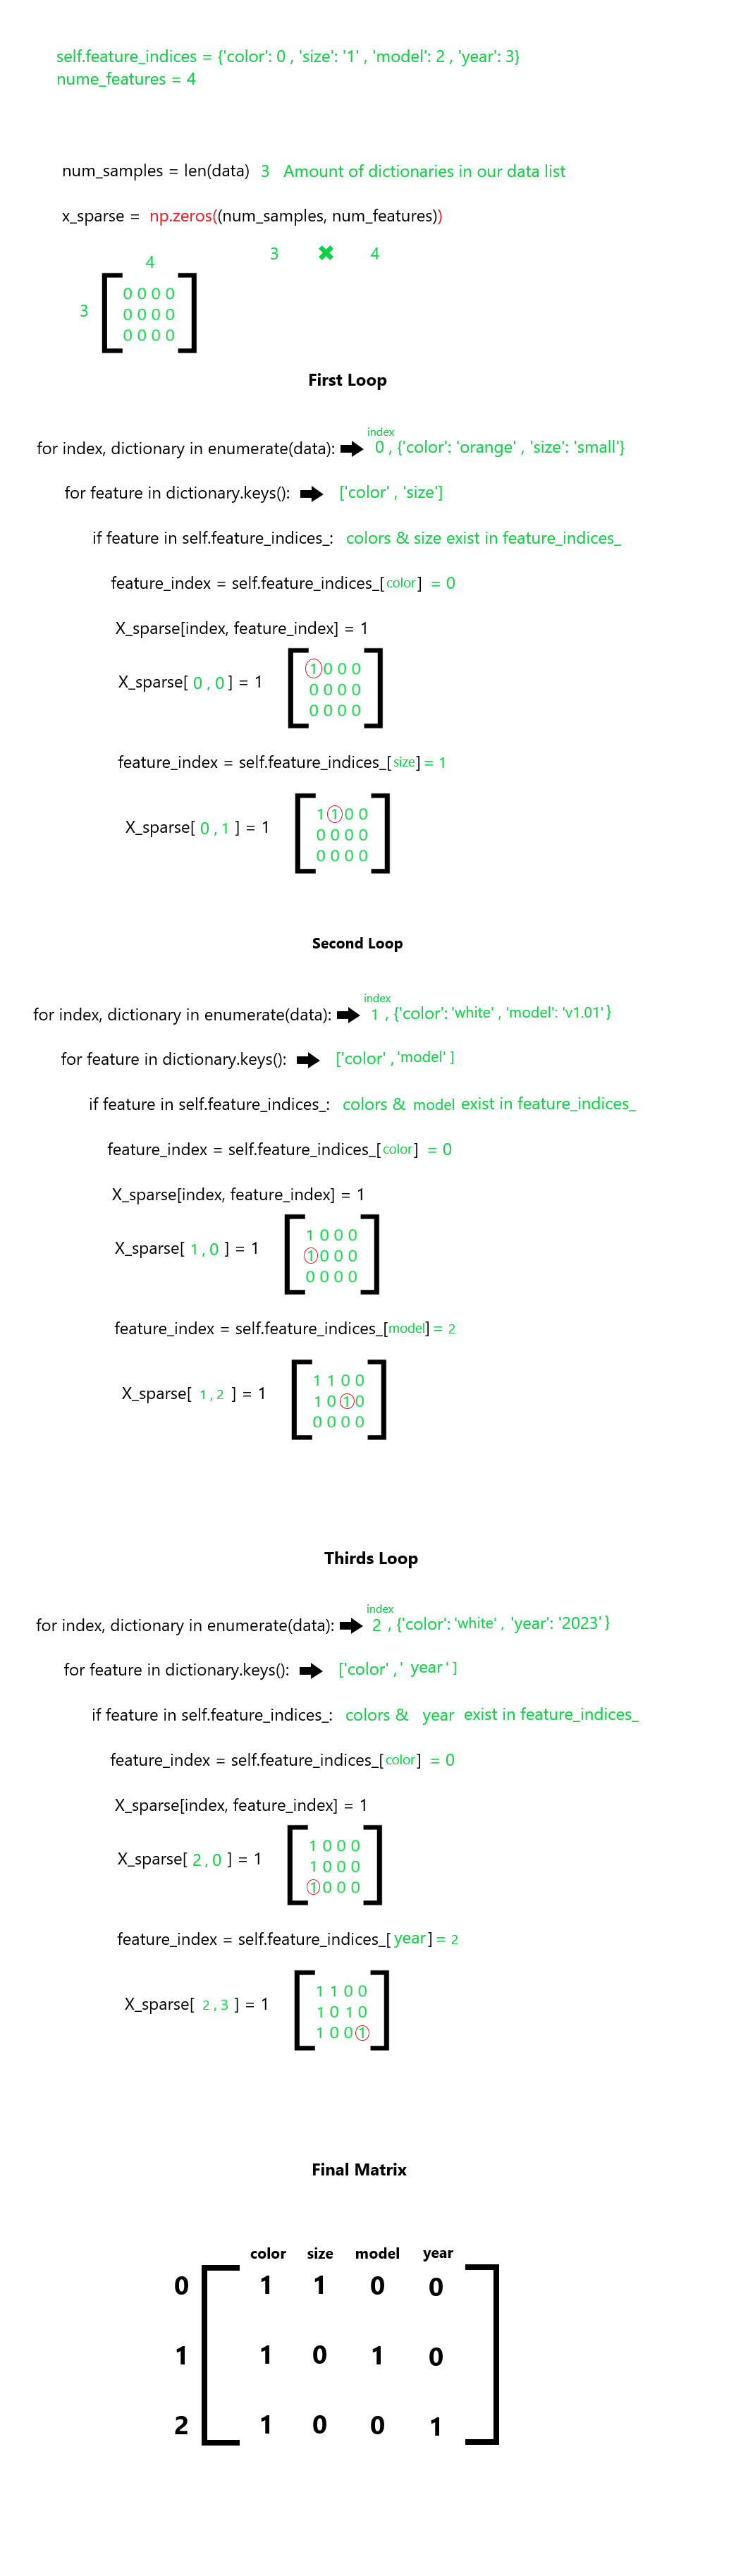 self.feature_indices = {'color': 0 , 'size': '1' , 'model': 2 , 'year': 3}
nume_features = 4
num_samples = len(data) 3 Amount of dictionaries in our data list
x_sparse = np.zeros((num_samples, num_features))
3 ✖ 4
4
0 0 0 0
3 0 0 0 0
0 0 0 0
First Loop
index
for index, dictionary in enumerate(data): ➡ 0 , {'color': 'orange' , 'size': 'small'}
for feature in dictionary.keys(): ➡ ['color' , 'size']
if feature in self.feature_indices_: colors & size exist in feature_indices_
feature_index = self.feature_indices_[color] = 0
X_sparse[index, feature_index] = 1
1 0 0 0
X_sparse[ 0 , 0 ] = 1 0 0 0 0
0 0 0 0
feature_index = self.feature_indices_[size] = 1
1 1 0 0
X_sparse[ 0 , 1 ] = 1 0 0 0 0
0 0 0 0
Second Loop
index
for index, dictionary in enumerate(data): ➡ 1 , {'color': 'white' , 'model': 'v1.01' }
for feature in dictionary.keys(): ➡ ['color' , 'model' ]
if feature in self.feature_indices_: colors & model exist in feature_indices_
feature_index = self.feature_indices_[color] = 0
X_sparse[index, feature_index] = 1
1 0 0 0
X_sparse[ 1 , 0 ] = 1 1 0 0 0
0 0 0 0
feature_index = self.feature_indices_[model] = 2
1 1 0 0
X_sparse[ 1 , 2 ] = 1 1 0 1 0
0 0 0 0
Thirds Loop
index
for index, dictionary in enumerate(data): ➡ 2 , {'color': 'white' , 'year': '2023' }
for feature in dictionary.keys(): ➡ ['color' , ' year ' ]
if feature in self.feature_indices_: colors & year exist in feature_indices_
feature_index = self.feature_indices_[color] = 0
X_sparse[index, feature_index] = 1
1 0 0 0
X_sparse[ 2 , 0 ] = 1 1 0 0 0
1 0 0 0
feature_index = self.feature_indices_[ year ] = 2
1 1 0 0
X_sparse[ 2 , 3 ] = 1 1 0 1 0
1 0 0 1
Final Matrix
color size model year
0 1 1 0 0
1 1 0 1 0
2 1 0 0 1